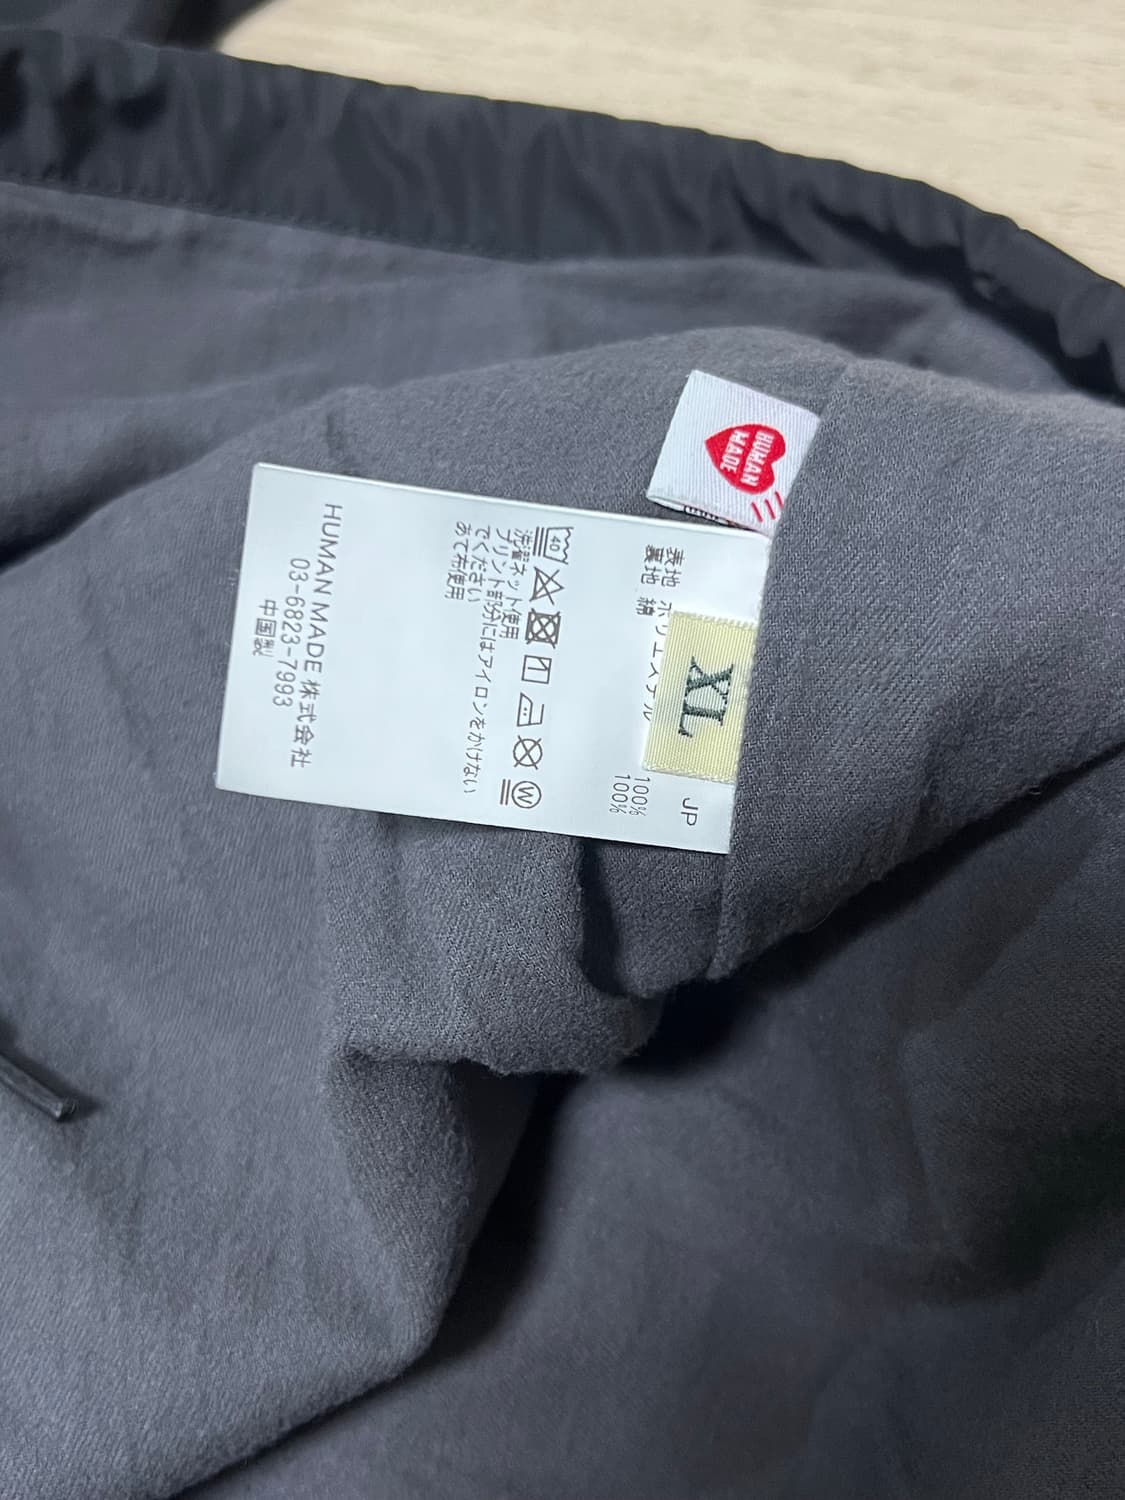 HUMAN
MADE
JP
表地 ポリエステル 100%
裏地 綿 100%
XL
40
W
洗濯ネット使用
プリント部分にはアイロンをかけない
でください
あて布使用
HUMAN MADE 株式会社
03-6823-7993
中国製